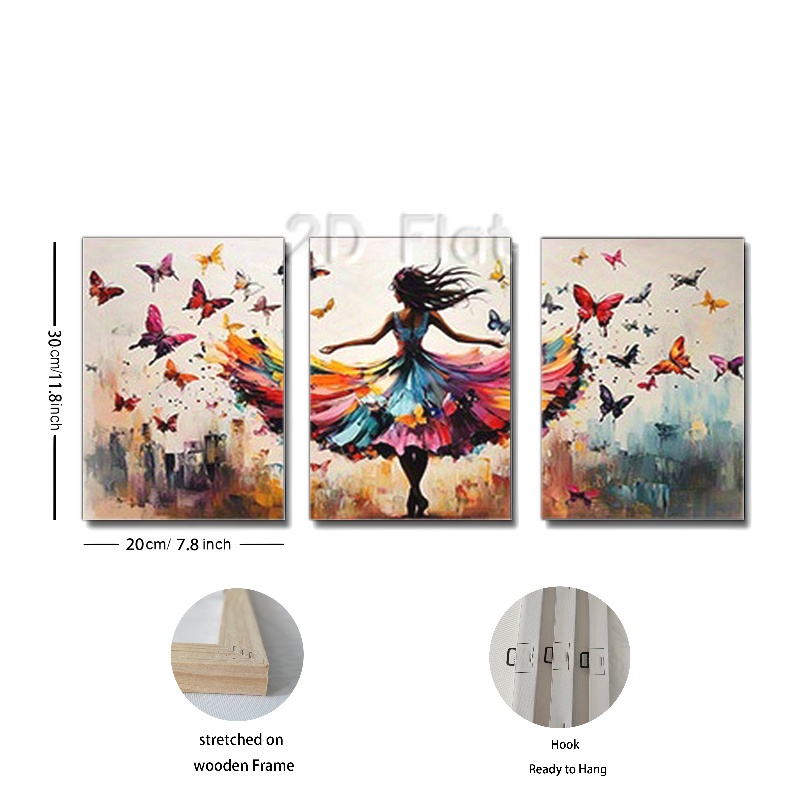 2D Flat
30cm/11.8inch
20cm/ 7.8 inch
stretched on
wooden Frame
Hook
Ready to Hang